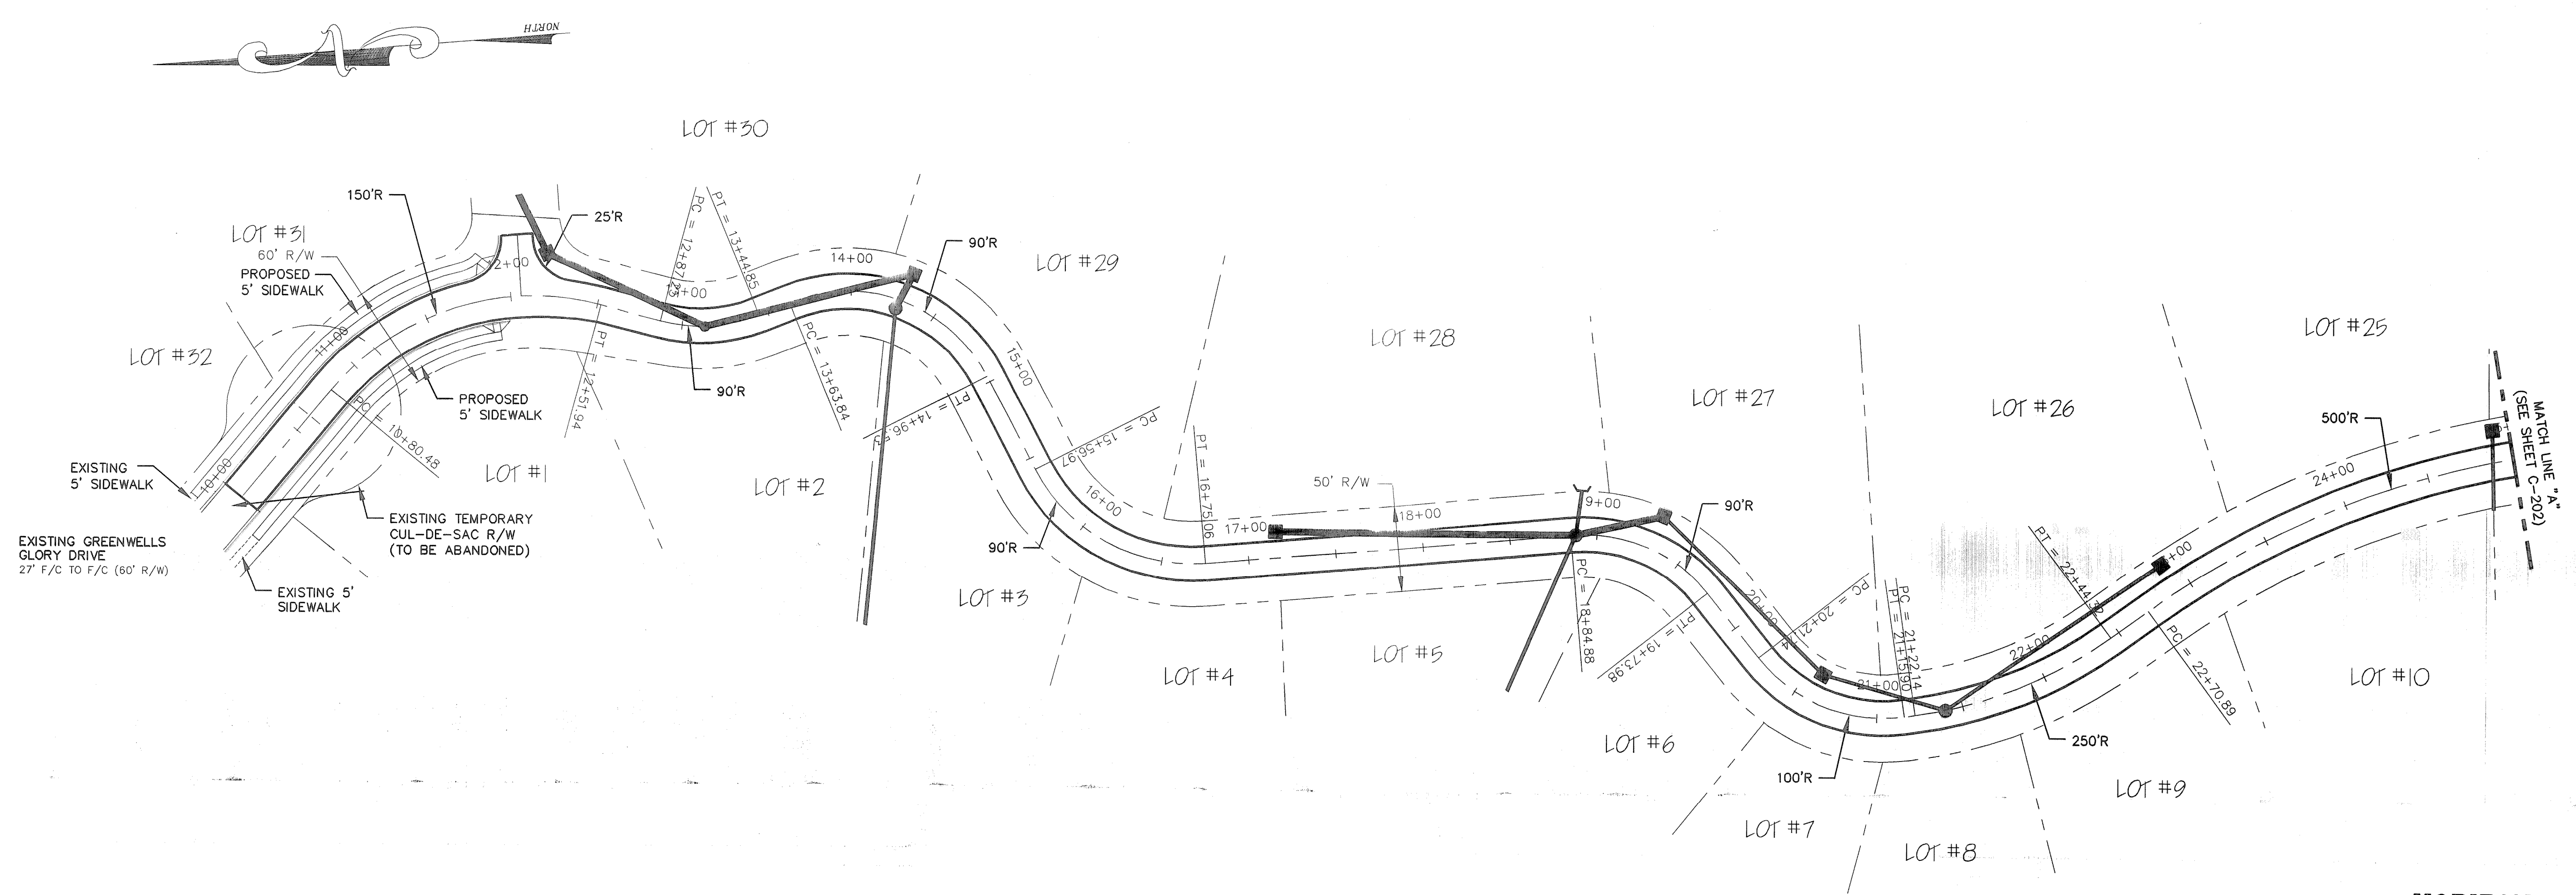 NORTH
LOT #30
150'R
25'R
LOT #31
60' R/W
PROPOSED
5' SIDEWALK
12+00
PC = 12+87.25
PT = 13+44.85
13+00
14+00
90'R
LOT #29
LOT #32
11+00
PROPOSED
5' SIDEWALK
PT = 12+51.94
90'R
PC = 13+63.84
15+00
LOT #28
LOT #27
LOT #26
LOT #25
500'R
MATCH LINE "A"
(SEE SHEET C-202)
PC = 10+80.48
LOT #1
LOT #2
PT = 14+96.53
PC = 15+56.97
PT = 16+75.06
EXISTING
5' SIDEWALK
10+00
16+00
50' R/W
17+00
18+00
9+00
90'R
24+00
EXISTING TEMPORARY
CUL-DE-SAC R/W
(TO BE ABANDONED)
EXISTING GREENWELLS
GLORY DRIVE
27' F/C TO F/C (60' R/W)
EXISTING 5'
SIDEWALK
90'R
LOT #3
LOT #4
LOT #5
PC = 18+84.88
PT = 19+73.98
20+00
PC = 20+21.14
PC = 21+22.14
PT = 21+15.90
21+00
22+00
PT = 22+44.32
+00
PC = 22+70.89
LOT #10
LOT #6
100'R
250'R
LOT #9
LOT #7
LOT #8